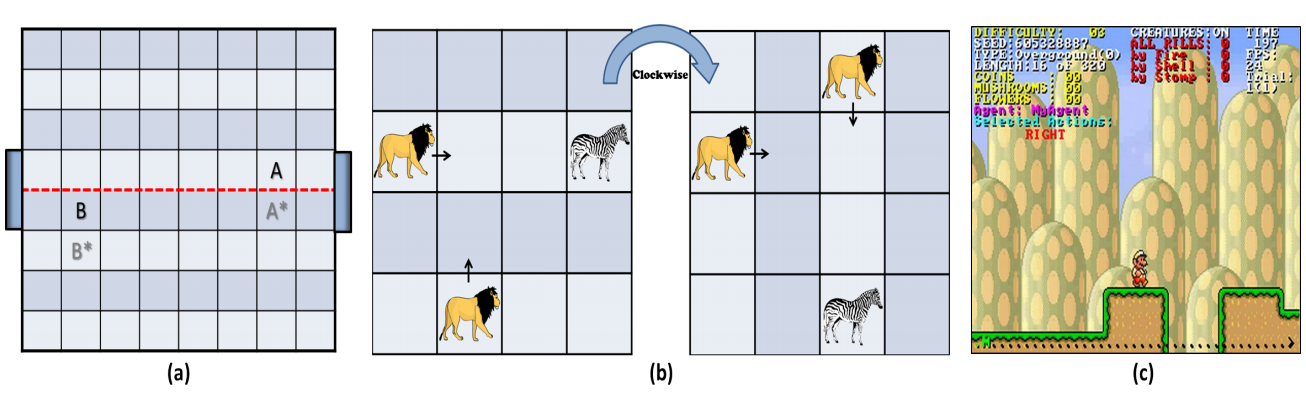 A
B
A*
B*
(a)
Clockwise
(b)
DIFFICULTY: 03
SEED:605328887
TYPE:Overground(0)
LENGTH:16 of 320
COINS : 00
MUSHROOMS: 00
FLOWERS : 00
Agent: MyAgent
Selected Actions:
RIGHT
CREATURES:ON
ALL KILLS: 0
by Fire : 0
by Shell : 0
by Stomp : 0
TIME
197
FPS:
24
Trial:
1(1)
(c)